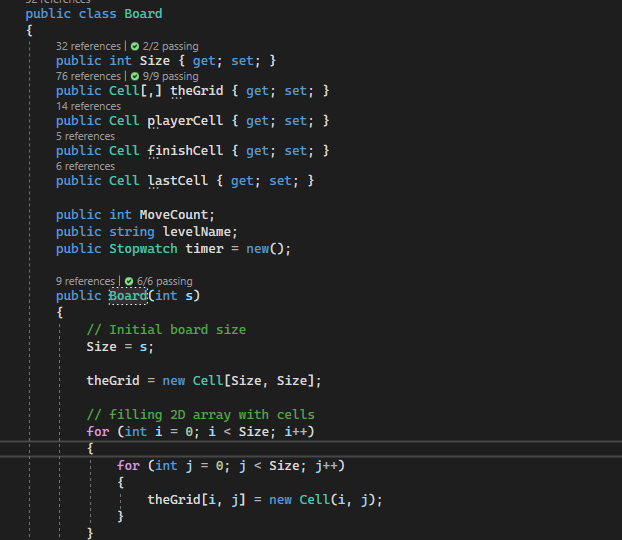 32 references
public class Board
{
32 references | 2/2 passing
public int Size { get; set; }
76 references | 9/9 passing
public Cell[,] theGrid { get; set; }
14 references
public Cell playerCell { get; set; }
5 references
public Cell finishCell { get; set; }
6 references
public Cell lastCell { get; set; }
public int MoveCount;
public string levelName;
public Stopwatch timer = new();
9 references | 6/6 passing
public Board(int s)
{
// Initial board size
Size = s;
theGrid = new Cell[Size, Size];
// filling 2D array with cells
for (int i = 0; i < Size; i++)
{
for (int j = 0; j < Size; j++)
{
theGrid[i, j] = new Cell(i, j);
}
}